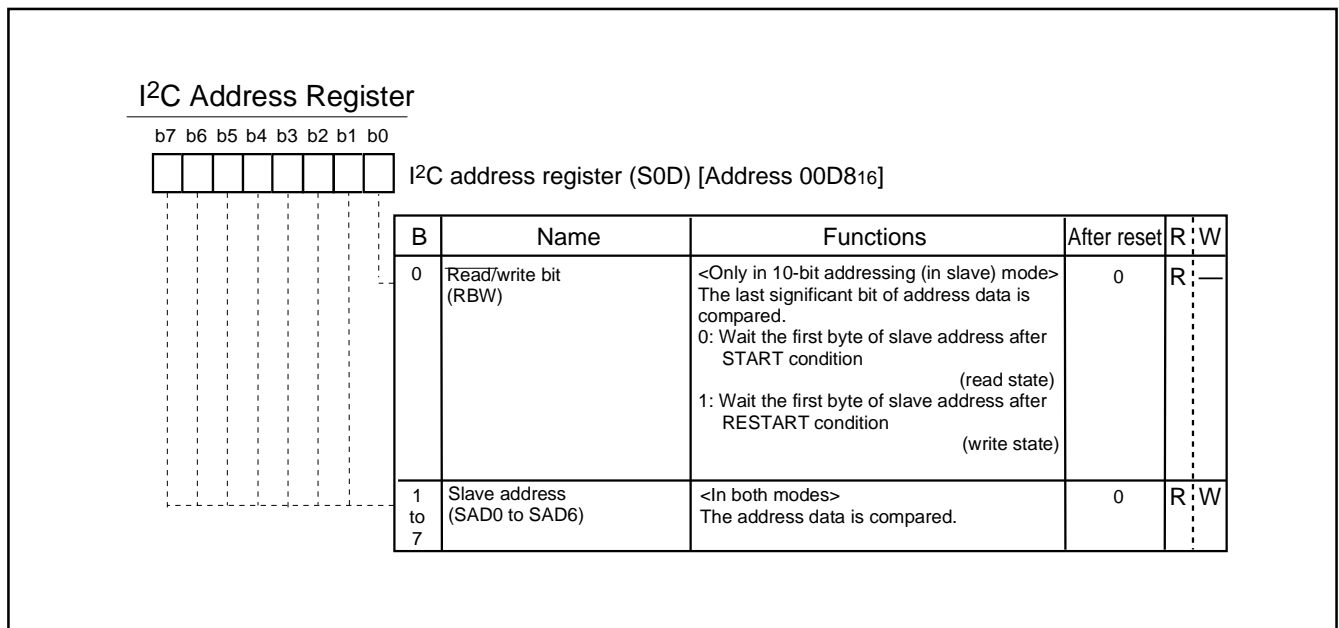 I2C Address Register
b7 b6 b5 b4 b3 b2 b1 b0
I2C address register (S0D) [Address 00D816]
B Name Functions After reset R W
0 Read/write bit (RBW) <Only in 10-bit addressing (in slave) mode> 0 R —
The last significant bit of address data is
compared.
0: Wait the first byte of slave address after
START condition
(read state)
1: Wait the first byte of slave address after
RESTART condition
(write state)
1 to 7 Slave address (SAD0 to SAD6) <In both modes> 0 R W
The address data is compared.